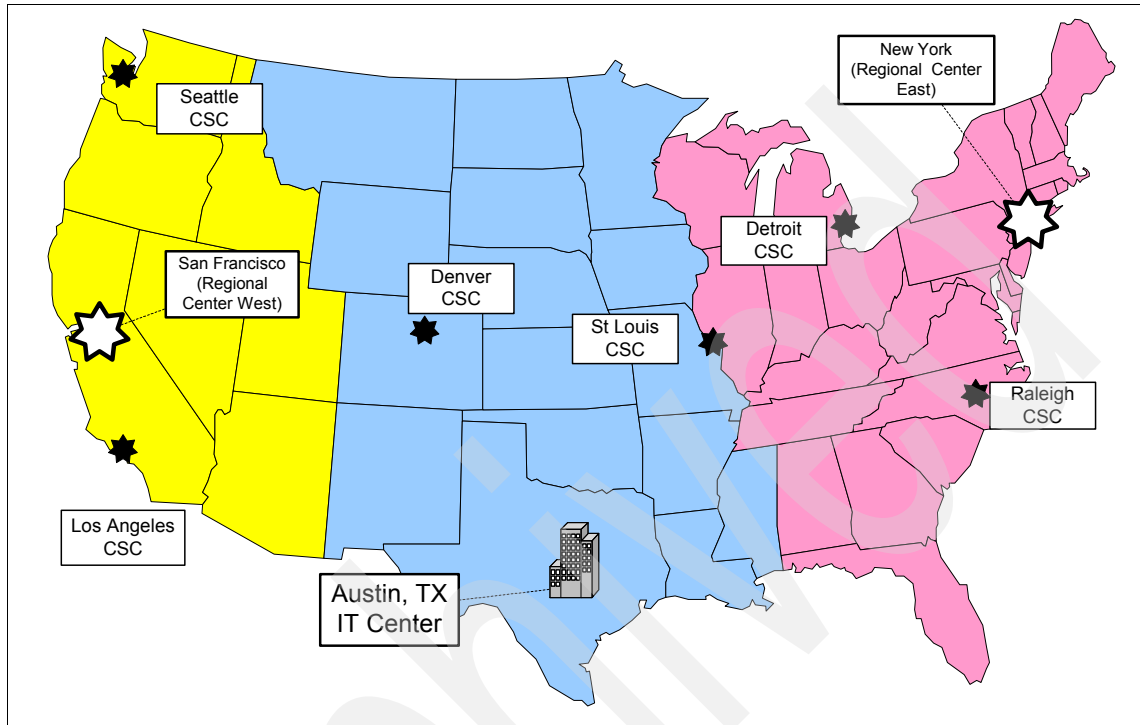 New York
(Regional Center
East)
Seattle
CSC
Detroit
CSC
San Francisco
(Regional
Center West)
Denver
CSC
St Louis
CSC
Raleigh
CSC
Los Angeles
CSC
Austin, TX
IT Center